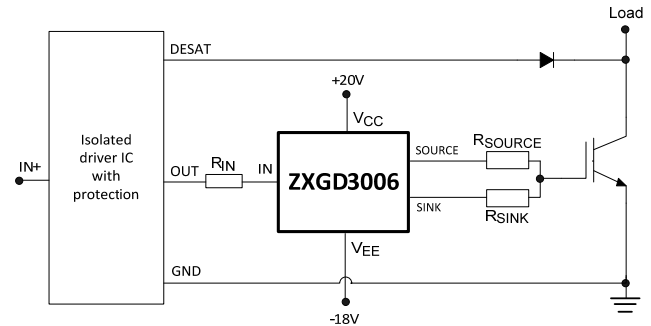 Load
DESAT
+20V
VCC
Isolated
driver IC
with
protection
IN+
OUT
RIN
IN
ZXGD3006
SOURCE
RSOURCE
SINK
RSINK
VEE
GND
-18V